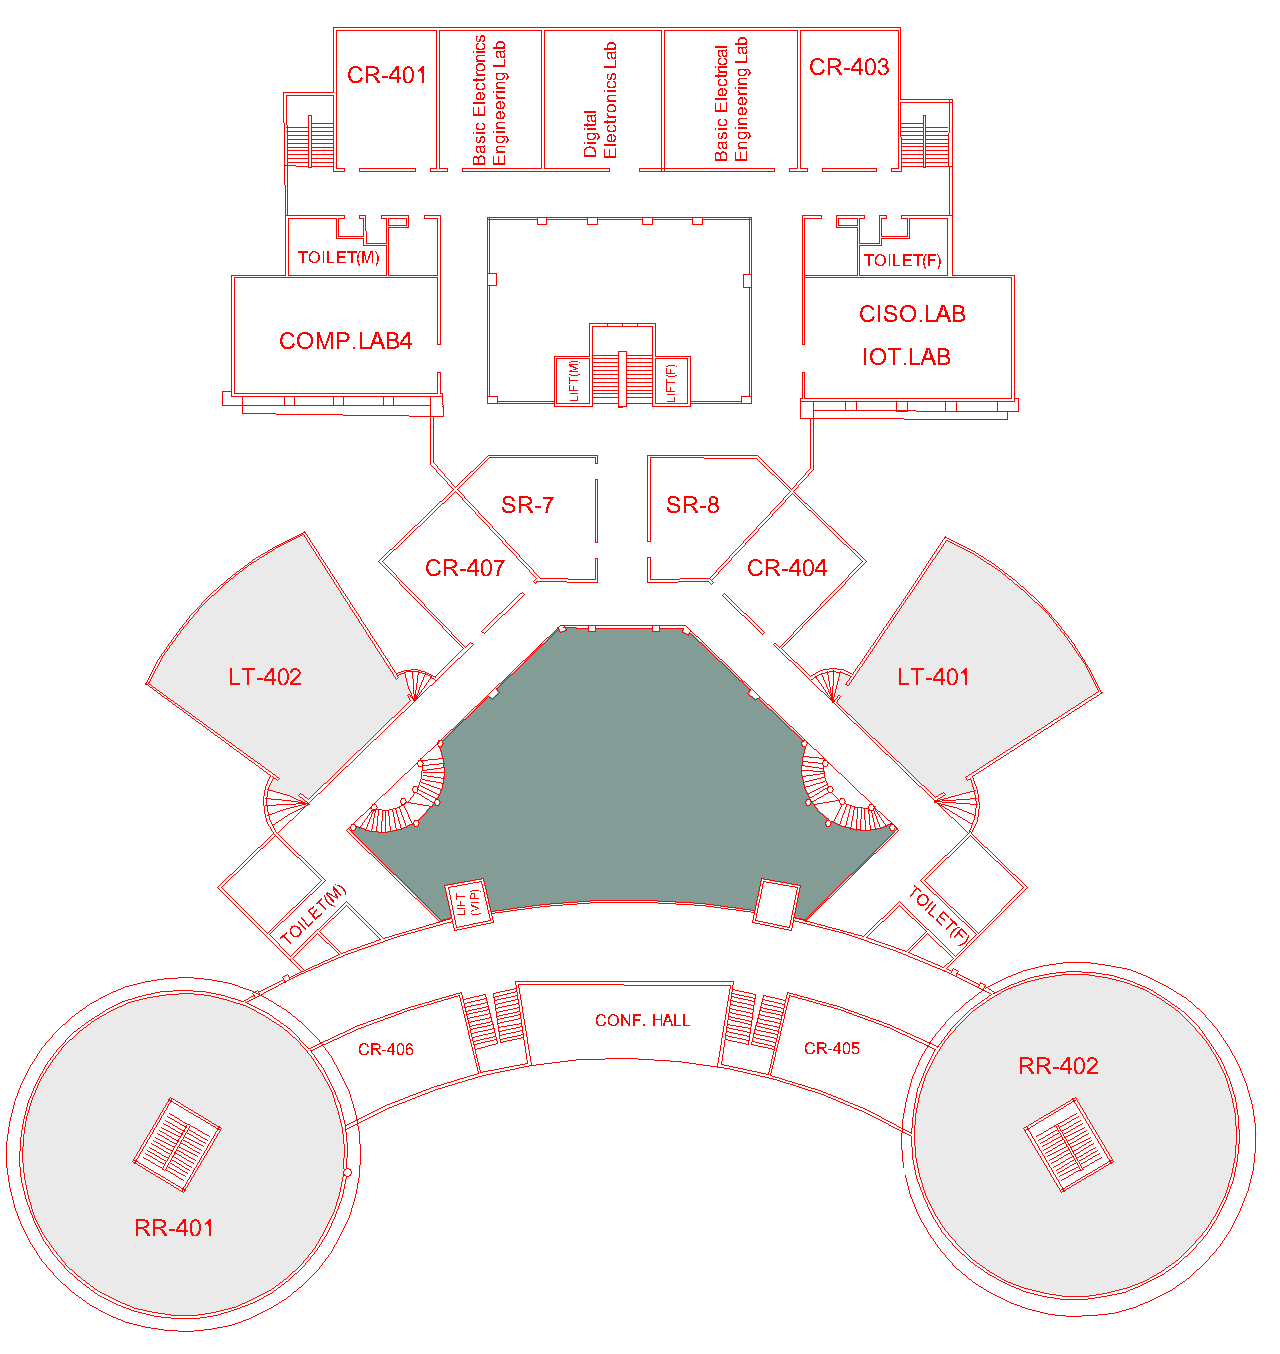 CR-401
Basic Electronics
Engineering Lab
Digital
Electronics Lab
Basic Electrical
Engineering Lab
CR-403
TOILET(M)
TOILET(F)
COMP.LAB4
CISO.LAB
IOT.LAB
LIFT(M)
LIFT(F)
SR-7
SR-8
CR-407
CR-404
LT-402
LT-401
TOILET(M)
LIFT
(VIP)
TOILET(F)
CONF. HALL
CR-406
CR-405
RR-402
RR-401